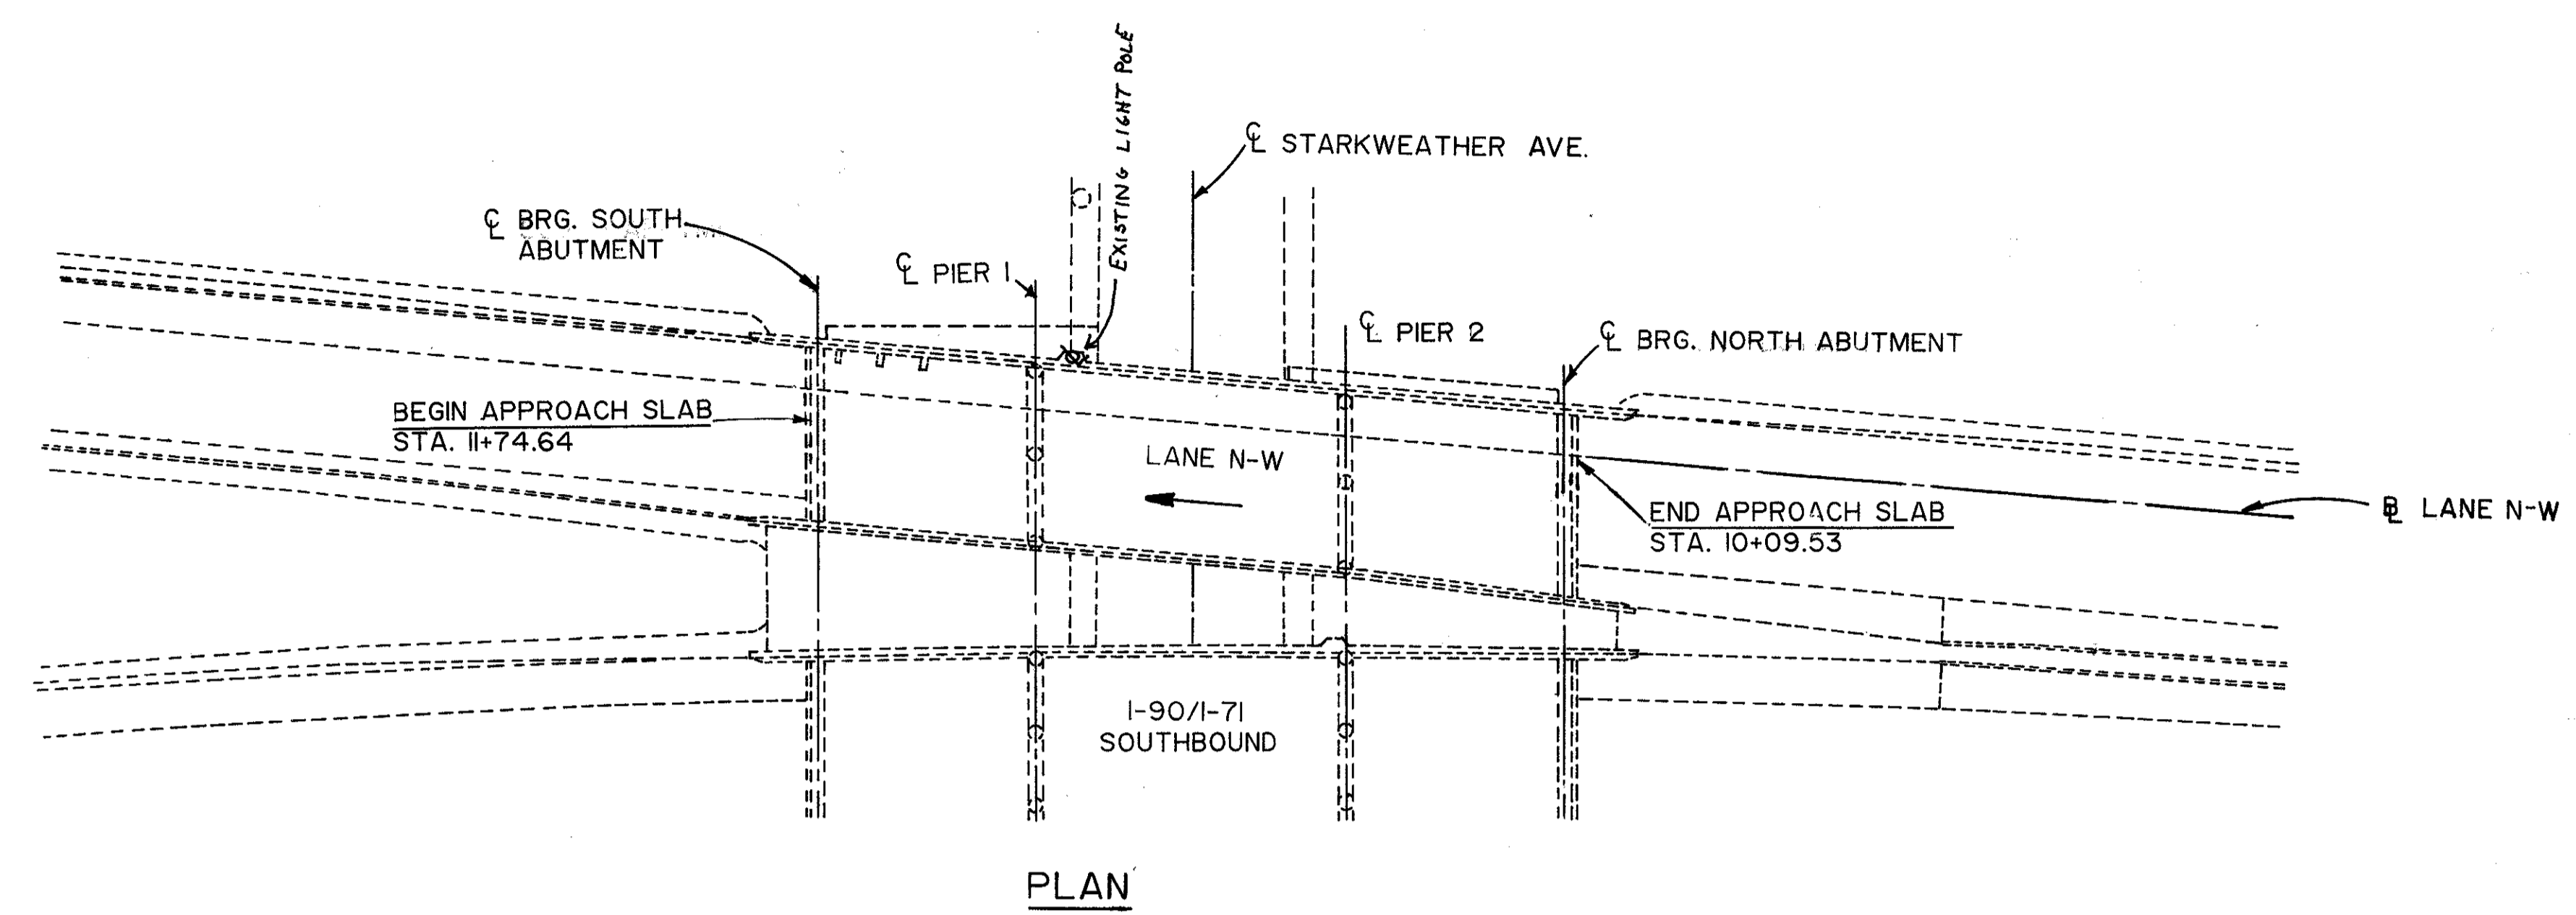 EXISTING LIGHT POLE
℄ STARKWEATHER AVE.
℄ BRG. SOUTH
ABUTMENT
℄ PIER 1
℄ PIER 2
℄ BRG. NORTH ABUTMENT
BEGIN APPROACH SLAB
STA. 11+74.64
LANE N-W
END APPROACH SLAB
STA. 10+09.53
BL LANE N-W
I-90/I-71
SOUTHBOUND
PLAN